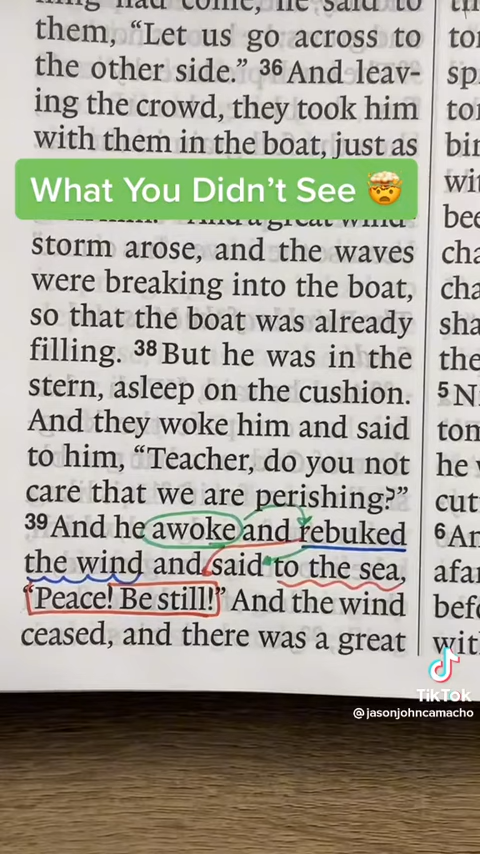 them, “Let us go across to
the other side.” 36 And leav-
ing the crowd, they took him
with them in the boat, just as
What You Didn’t See 🤯
And a great wind
storm arose, and the waves
were breaking into the boat,
so that the boat was already
filling. 38 But he was in the
stern, asleep on the cushion.
And they woke him and said
to him, “Teacher, do you not
care that we are perishing?”
39 And he awoke and rebuked
the wind and said to the sea,
“Peace! Be still!” And the wind
ceased, and there was a great
5
6
TikTok
@jasonjohncamacho